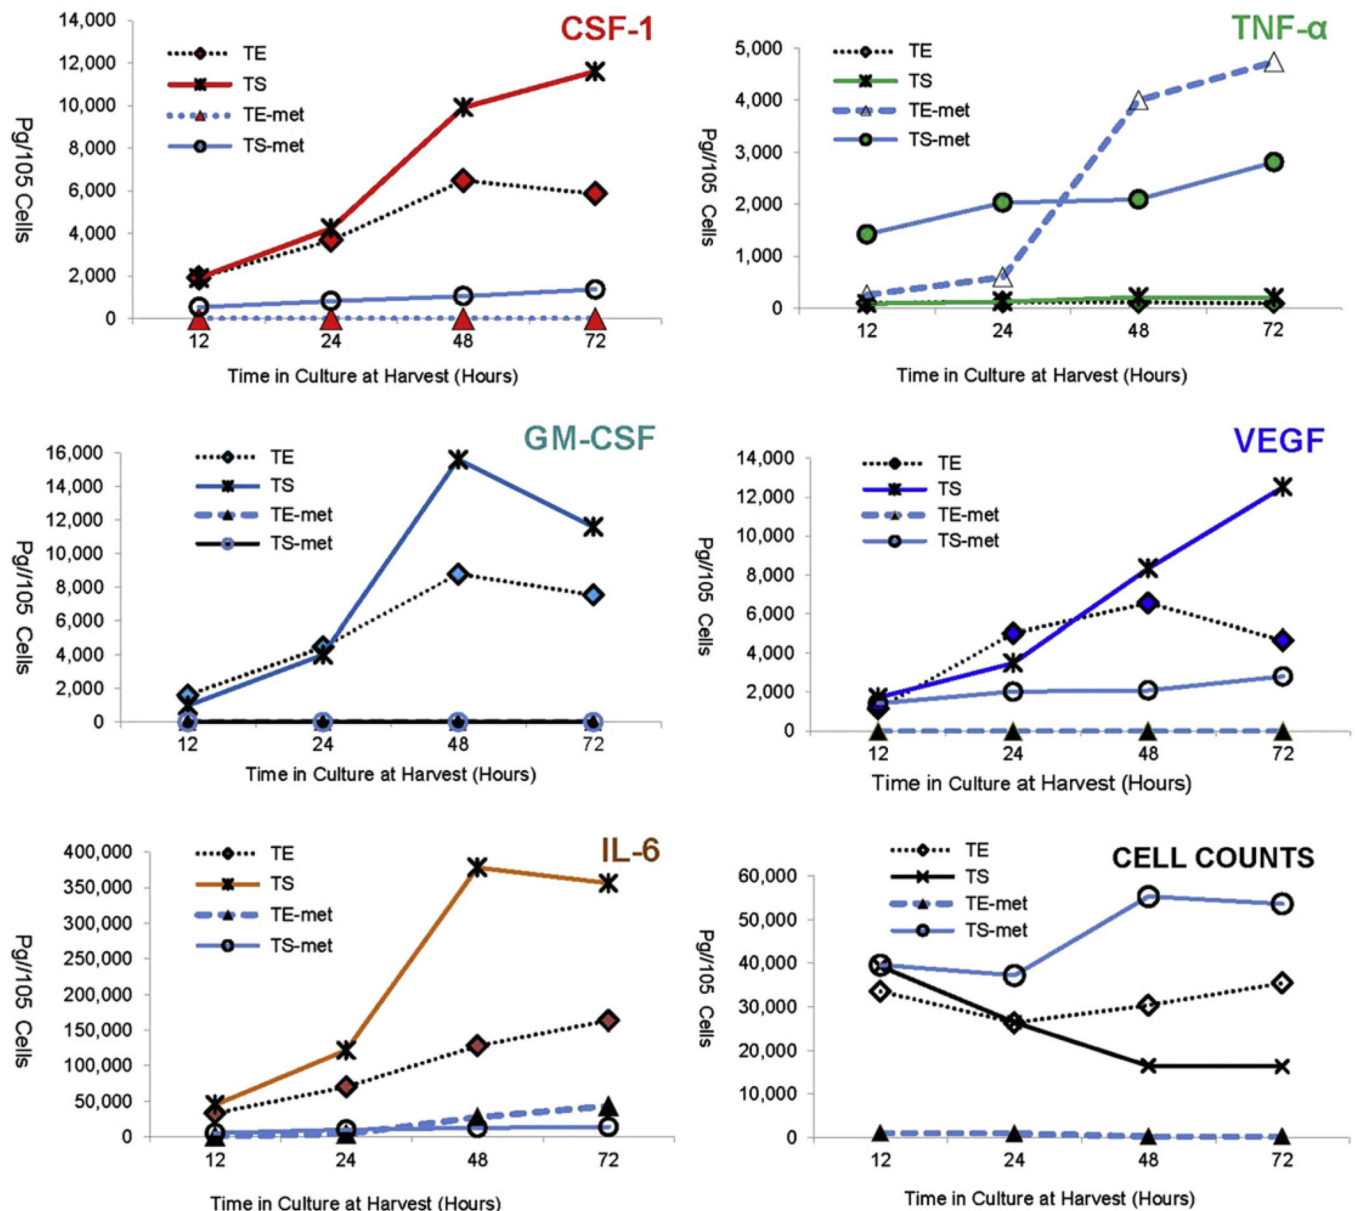 CSF-1
14,000
12,000
10,000
8,000
6,000
4,000
2,000
0
Pg/105 Cells
TE
TS
TE-met
TS-met
12 24 48 72
Time in Culture at Harvest (Hours)
TNF-α
5,000
4,000
3,000
2,000
1,000
0
Pg//105 Cells
TE
TS
TE-met
TS-met
12 24 48 72
Time in Culture at Harvest (Hours)
GM-CSF
16,000
14,000
12,000
10,000
8,000
6,000
4,000
2,000
0
Pg//105 Cells
TE
TS
TE-met
TS-met
12 24 48 72
Time in Culture at Harvest (Hours)
VEGF
14,000
12,000
10,000
8,000
6,000
4,000
2,000
0
Pg//105 Cells
TE
TS
TE-met
TS-met
12 24 48 72
Time in Culture at Harvest (Hours)
IL-6
400,000
350,000
300,000
250,000
200,000
150,000
100,000
50,000
0
Pg//105 Cells
TE
TS
TE-met
TS-met
12 24 48 72
Time in Culture at Harvest (Hours)
CELL COUNTS
60,000
50,000
40,000
30,000
20,000
10,000
0
Pg//105 Cells
TE
TS
TE-met
TS-met
12 24 48 72
Time in Culture at Harvest (Hours)